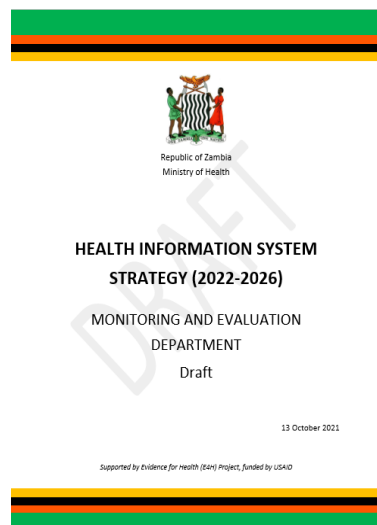 Republic of Zambia
Ministry of Health
HEALTH INFORMATION SYSTEM
STRATEGY (2022-2026)
MONITORING AND EVALUATION
DEPARTMENT
Draft
DRAFT
13 October 2021
Supported by Evidence for Health (E4H) Project, funded by USAID